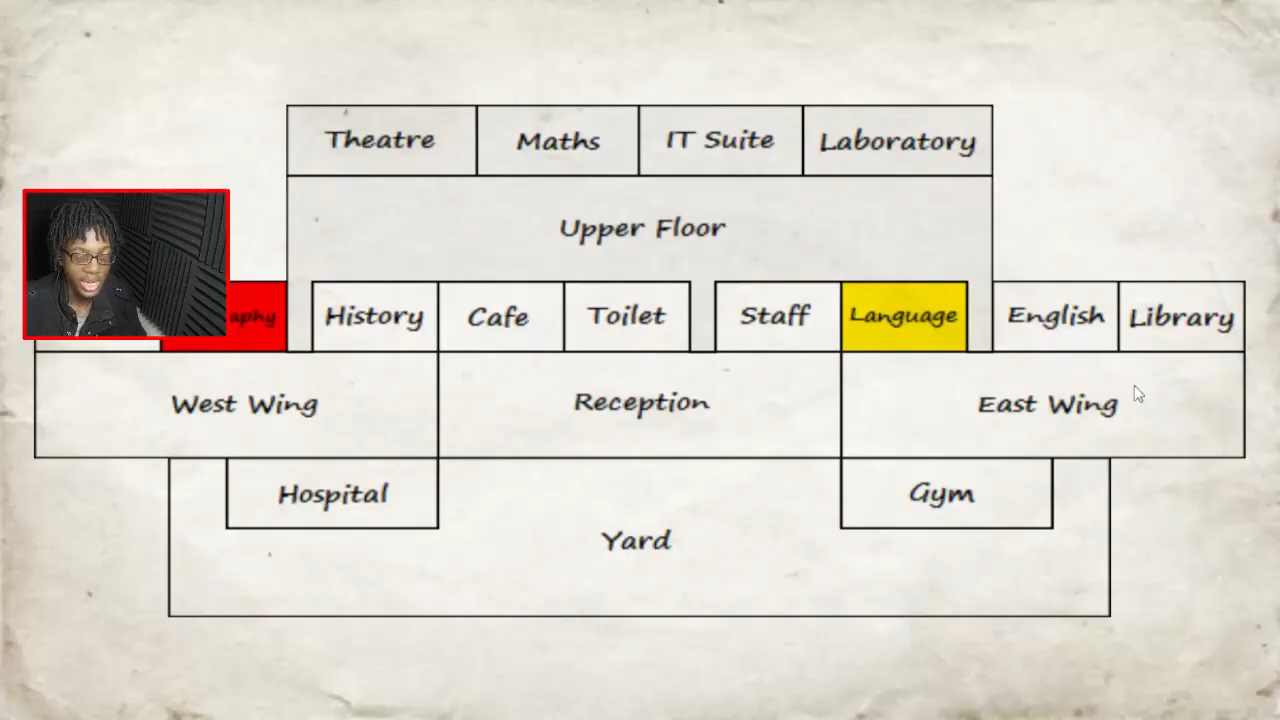 Theatre
Maths
IT Suite
Laboratory
Upper Floor
History
Cafe
Toilet
Staff
Language
English
Library
West Wing
Reception
East Wing
Hospital
Gym
Yard